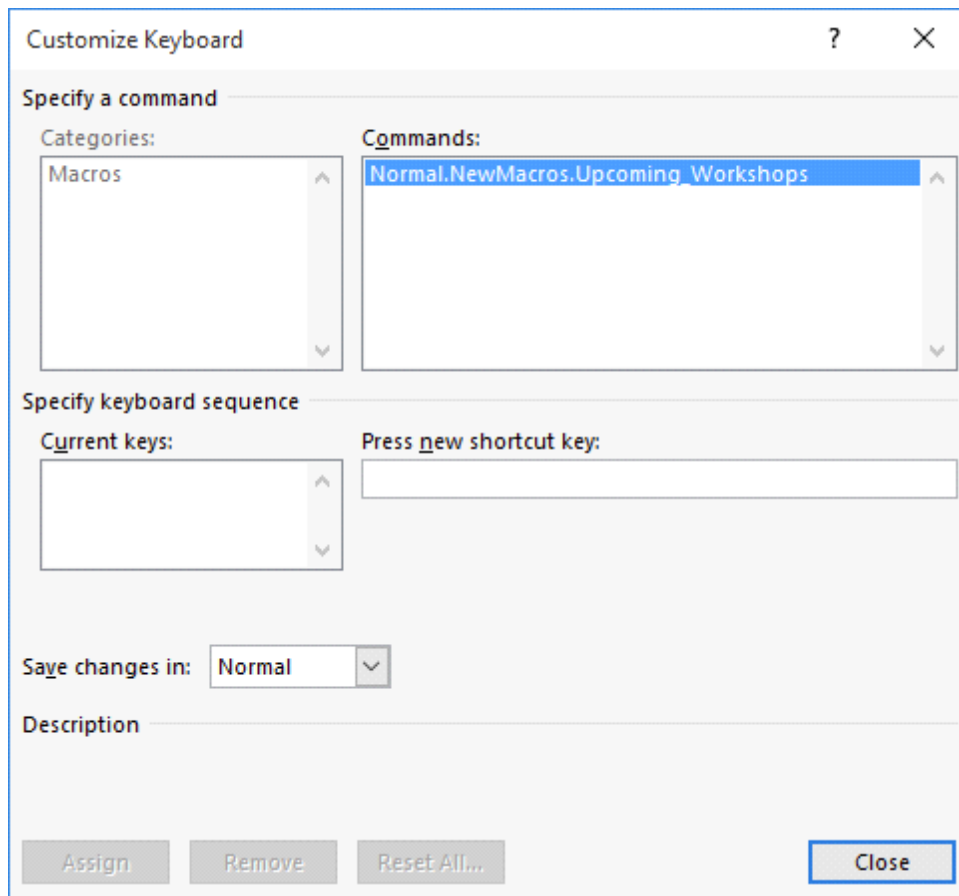 Customize Keyboard ?
Specify a command
Categories:
Commands:
Macros
Normal.NewMacros.Upcoming_Workshops
Specify keyboard sequence
Current keys:
Press new shortcut key:
Save changes in: Normal
Description
Assign Remove Reset All... Close